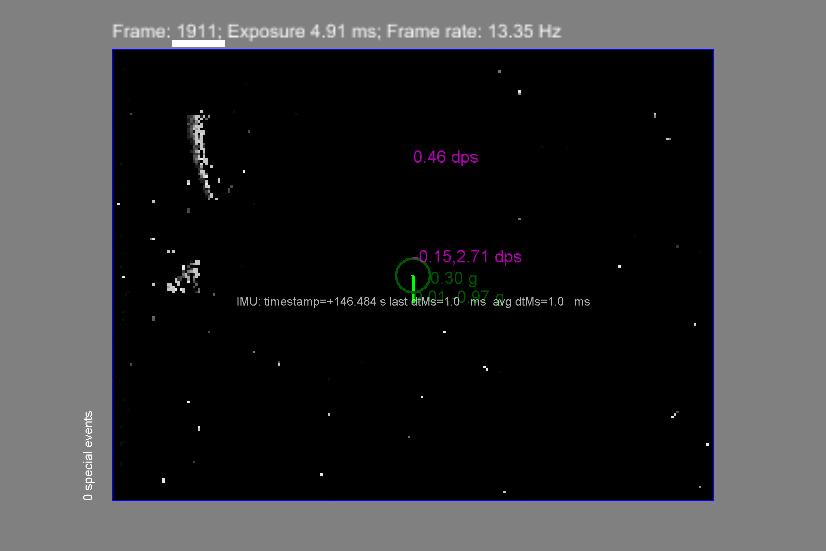 Frame: 1911; Exposure 4.91 ms; Frame rate: 13.35 Hz
0.46 dps
-0.15,2.71 dps
0.30 g
0.97 g
IMU: timestamp=+146.484 s last dtMs=1.0 ms avg dtMs=1.0 ms
0 special events